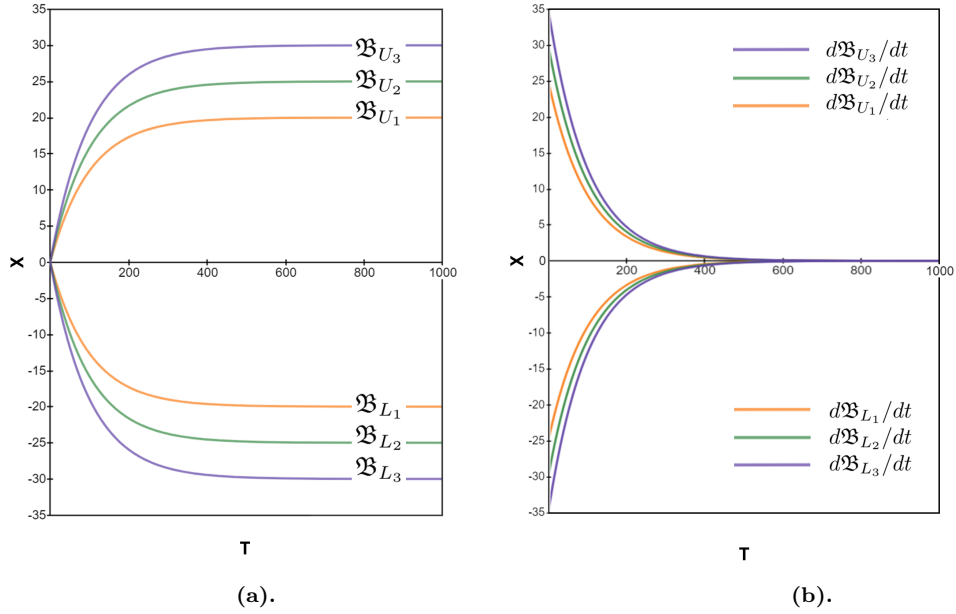 35
30
25
20
15
10
5
0
-5
-10
-15
-20
-25
-30
-35
200 400 600 800 1000
X
T
𝔅_{U_3}
𝔅_{U_2}
𝔅_{U_1}
𝔅_{L_1}
𝔅_{L_2}
𝔅_{L_3}
(a).
35
30
25
20
15
10
5
0
-5
-10
-15
-20
-25
-30
-35
200 400 600 800 1000
X
T
d𝔅_{U_3}/dt
d𝔅_{U_2}/dt
d𝔅_{U_1}/dt
d𝔅_{L_1}/dt
d𝔅_{L_2}/dt
d𝔅_{L_3}/dt
(b).